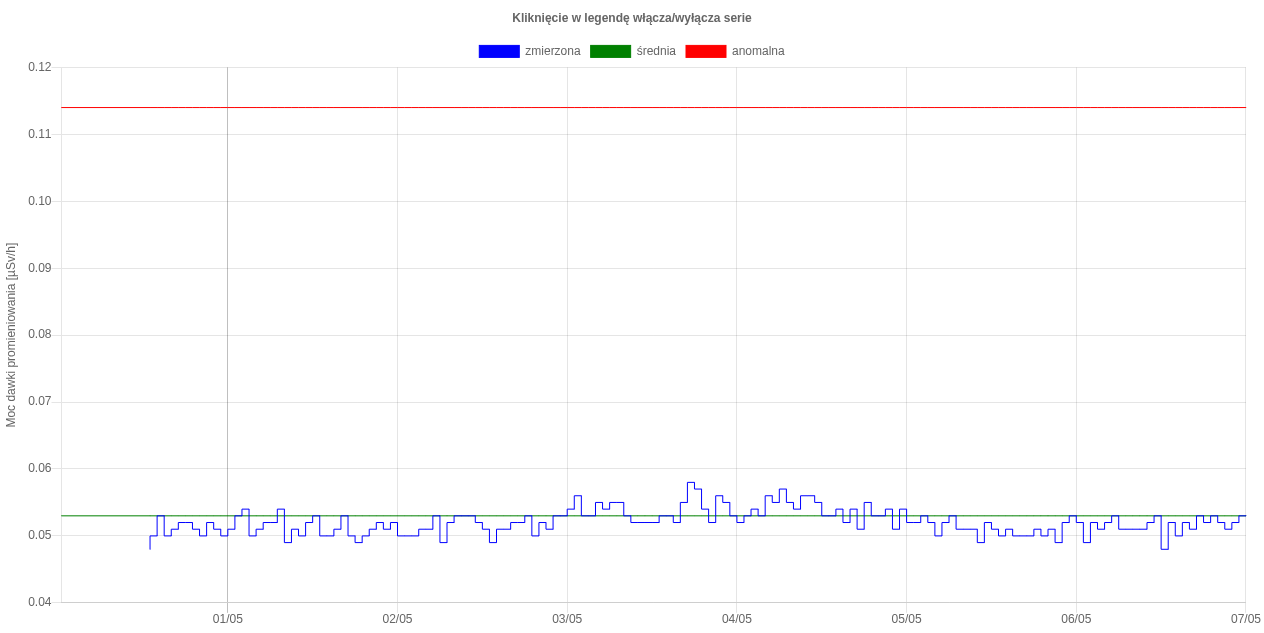 Kliknięcie w legendę włącza/wyłącza serie
zmierzona średnia anomalna
0.12
0.11
0.10
0.09
0.08
0.07
0.06
0.05
0.04
Moc dawki promieniowania [µSv/h]
01/05 02/05 03/05 04/05 05/05 06/05 07/05